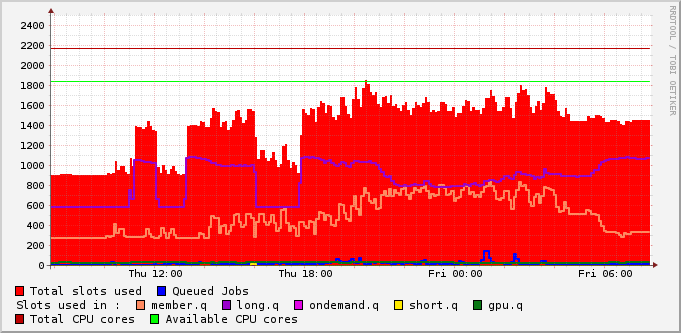 2400
2200
2000
1800
1600
1400
1200
1000
800
600
400
200
0
Thu 12:00 Thu 18:00 Fri 00:00 Fri 06:00
RRDTOOL / TOBI OETIKER
Total slots used Queued Jobs
Slots used in : member.q long.q ondemand.q short.q gpu.q
Total CPU cores Available CPU cores